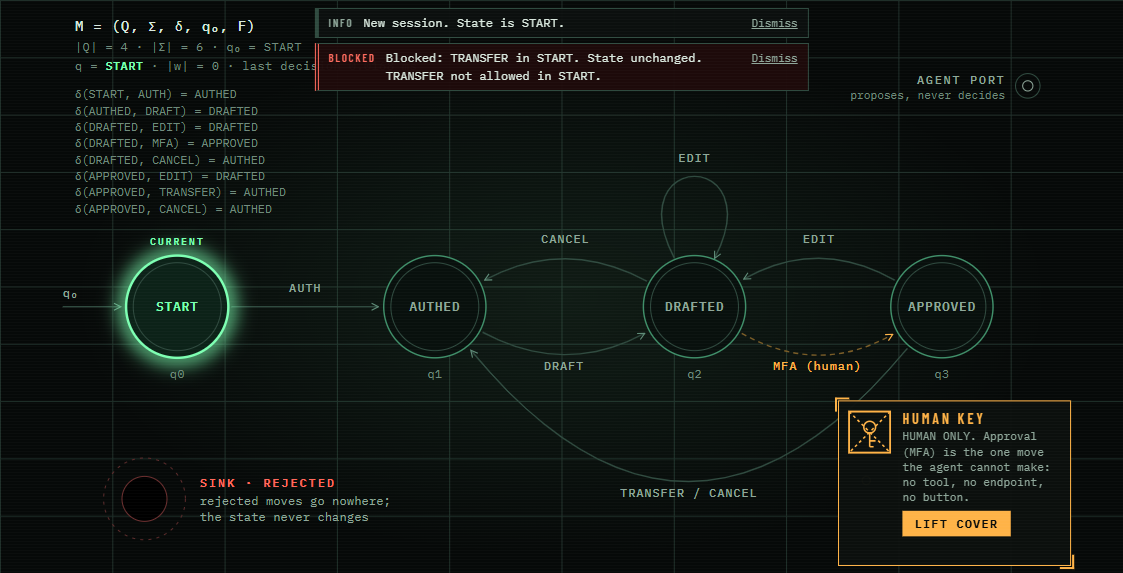 M = (Q, Σ, δ, q₀, F)
|Q| = 4 · |Σ| = 6 · q₀ = START
q = START · |w| = 0 · last decis
δ(START, AUTH) = AUTHED
δ(AUTHED, DRAFT) = DRAFTED
δ(DRAFTED, EDIT) = DRAFTED
δ(DRAFTED, MFA) = APPROVED
δ(DRAFTED, CANCEL) = AUTHED
δ(APPROVED, EDIT) = DRAFTED
δ(APPROVED, TRANSFER) = AUTHED
δ(APPROVED, CANCEL) = AUTHED
INFO New session. State is START. Dismiss
BLOCKED Blocked: TRANSFER in START. State unchanged. Dismiss
TRANSFER not allowed in START.
AGENT PORT
proposes, never decides
EDIT
CURRENT
CANCEL
EDIT
q₀
AUTH
START
AUTHED
DRAFTED
APPROVED
DRAFT
MFA (human)
q0
q1
q2
q3
TRANSFER / CANCEL
SINK · REJECTED
rejected moves go nowhere;
the state never changes
HUMAN KEY
HUMAN ONLY. Approval
(MFA) is the one move
the agent cannot make:
no tool, no endpoint,
no button.
LIFT COVER